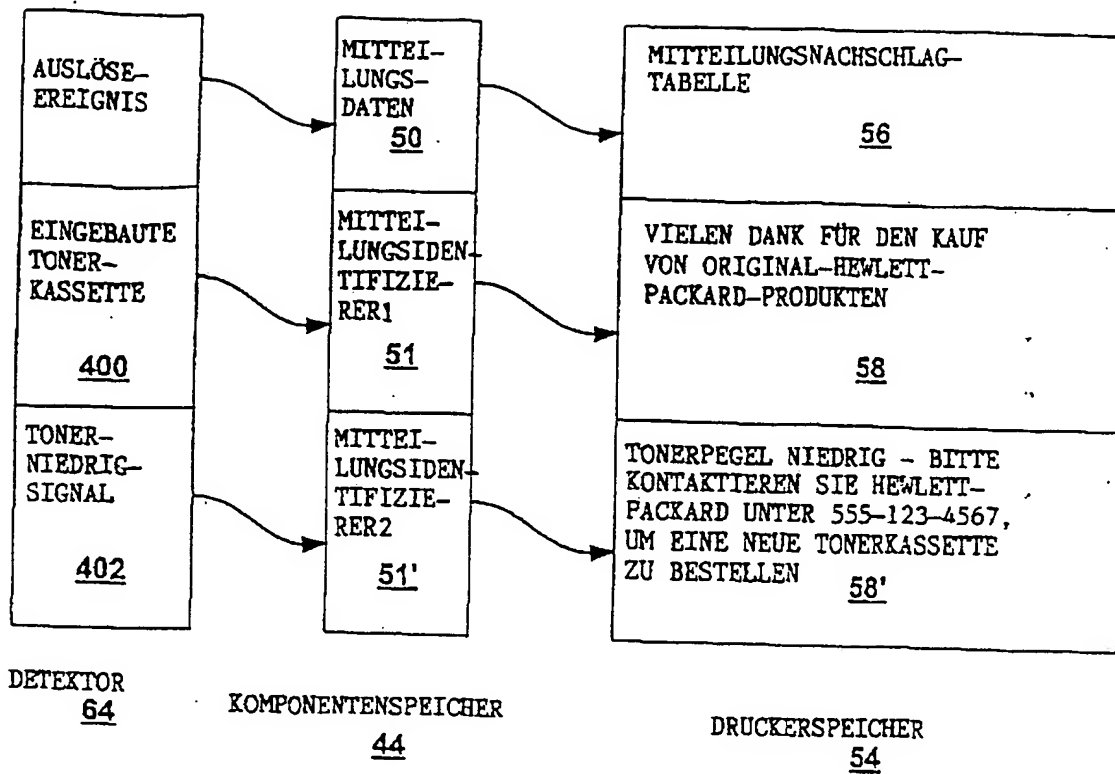 AUSLÖSE-
EREIGNIS
MITTEI-
LUNGS-
DATEN
50
MITTEILUNGSNACHSCHLAG-
TABELLE
56
EINGEBAUTE
TONER-
KASSETTE
400
MITTEI-
LUNGSIDEN-
TIFIZIE-
RER1
51
VIELEN DANK FÜR DEN KAUF
VON ORIGINAL-HEWLETT-
PACKARD-PRODUKTEN
58
TONER-
NIEDRIG-
SIGNAL
402
MITTEI-
LUNGSIDEN-
TIFIZIE-
RER2
51'
TONERPEGEL NIEDRIG – BITTE
KONTAKTIEREN SIE HEWLETT-
PACKARD UNTER 555-123-4567,
UM EINE NEUE TONERKASSETTE
ZU BESTELLEN
58'
DETEKTOR
64
KOMPONENTENSPEICHER
44
DRUCKERSPEICHER
54